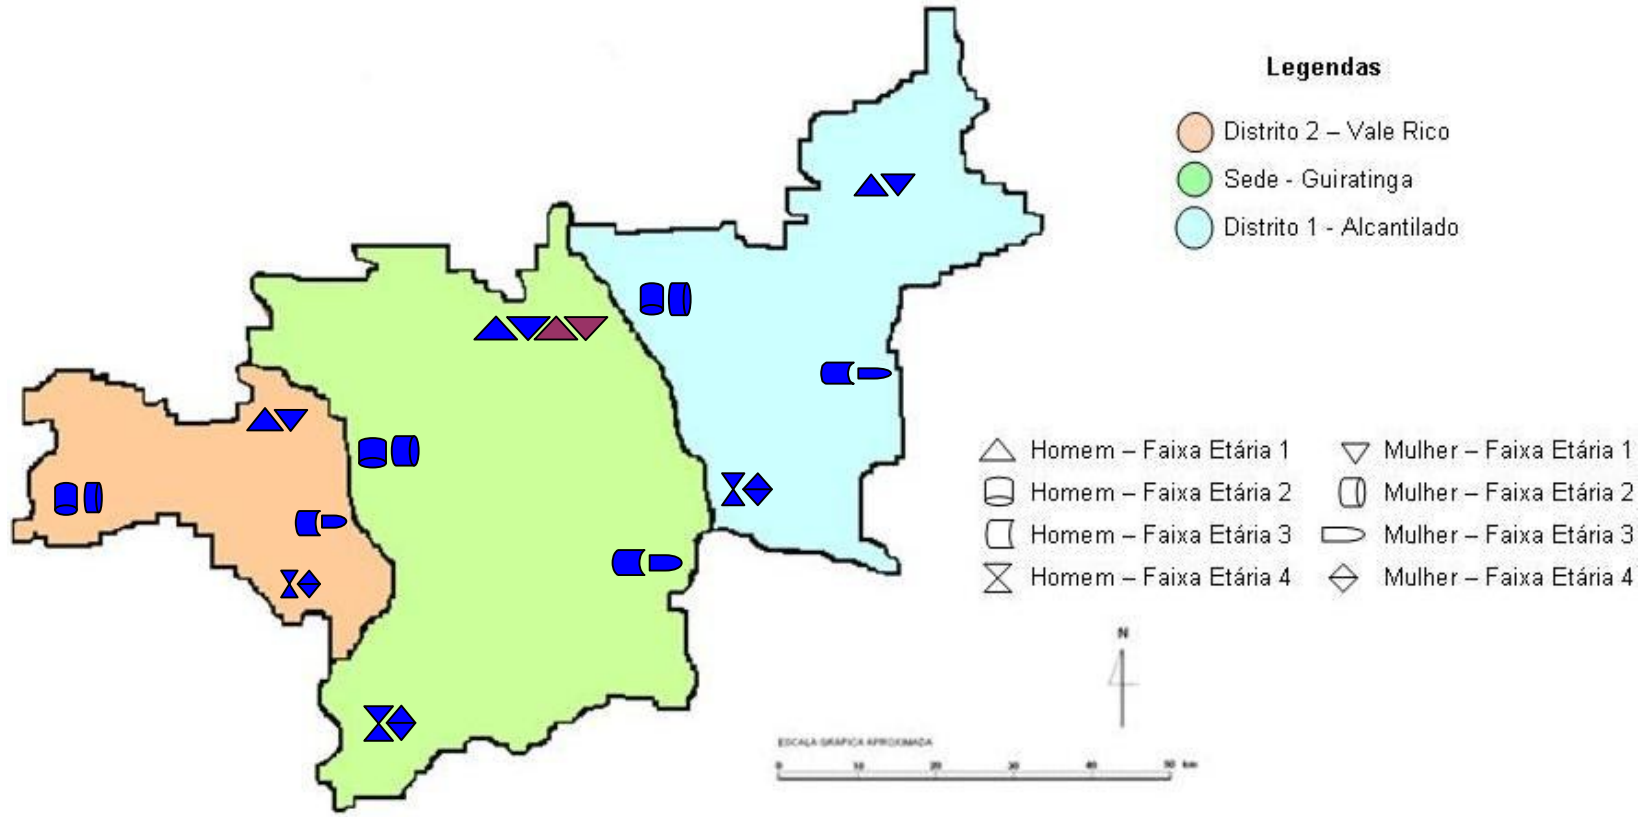 Legendas
Distrito 2 – Vale Rico
Sede - Guiratinga
Distrito 1 - Alcantilado
Homem – Faixa Etária 1
Mulher – Faixa Etária 1
Homem – Faixa Etária 2
Mulher – Faixa Etária 2
Homem – Faixa Etária 3
Mulher – Faixa Etária 3
Homem – Faixa Etária 4
Mulher – Faixa Etária 4
N
ESCALA GRÁFICA APROXIMADA
0 10 20 30 40 50 km